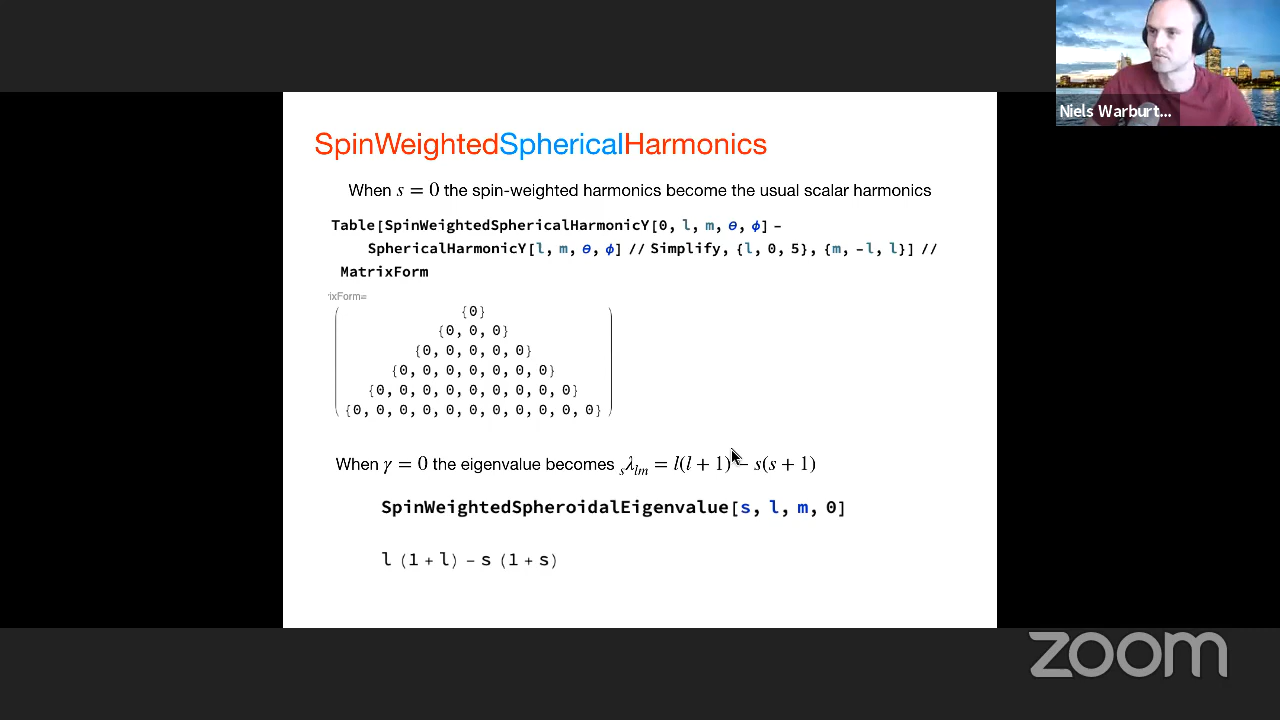 Niels Warburt...
SpinWeightedSphericalHarmonics
When s = 0 the spin-weighted harmonics become the usual scalar harmonics
Table[SpinWeightedSphericalHarmonicY[0, l, m, θ, ϕ] –
SphericalHarmonicY[l, m, θ, ϕ] // Simplify, {l, 0, 5}, {m, –l, l}] //
MatrixForm
ixForm=
{0}
{0, 0, 0}
{0, 0, 0, 0, 0}
{0, 0, 0, 0, 0, 0, 0}
{0, 0, 0, 0, 0, 0, 0, 0, 0}
{0, 0, 0, 0, 0, 0, 0, 0, 0, 0, 0}
When γ = 0 the eigenvalue becomes ₛλₗₘ = l(l + 1) – s(s + 1)
SpinWeightedSpheroidalEigenvalue[s, l, m, 0]
l (1 + l) – s (1 + s)
zoom